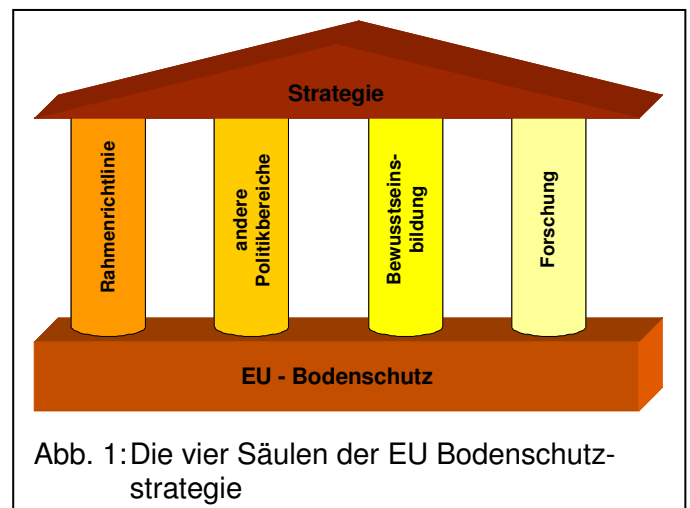 Strategie
Rahmenrichtlinie
andere
Politikbereiche
Bewusstseins-
bildung
Forschung
EU - Bodenschutz
Abb. 1: Die vier Säulen der EU Bodenschutz-
strategie